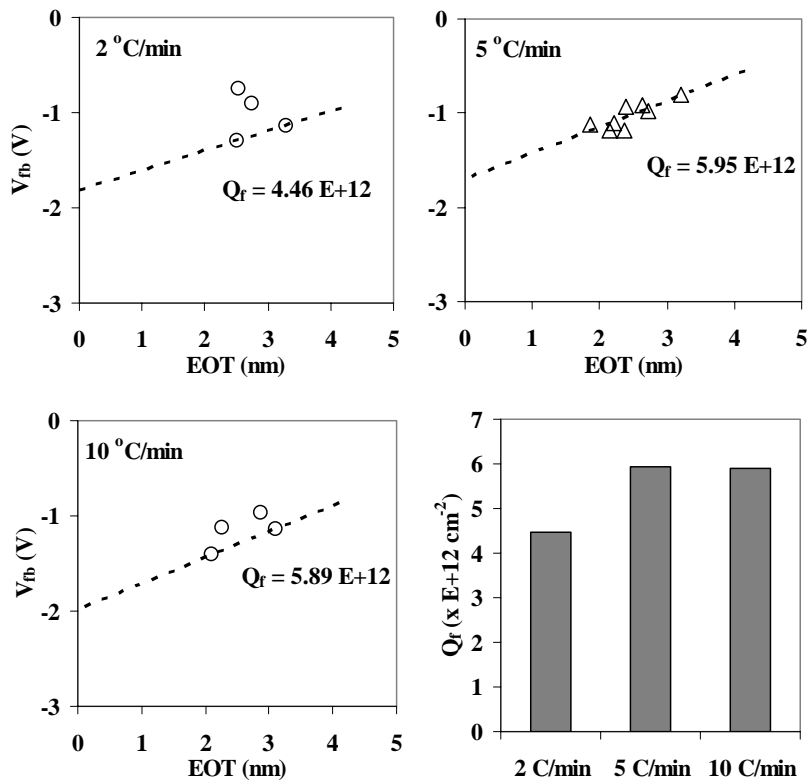 0
2 °C/min
-1
V_fb (V)
Q_f = 4.46 E+12
-2
-3
0 1 2 3 4 5
EOT (nm)
0
5 °C/min
-1
Q_f = 5.95 E+12
-2
-3
0 1 2 3 4 5
EOT (nm)
0
10 °C/min
-1
V_fb (V)
Q_f = 5.89 E+12
-2
-3
0 1 2 3 4 5
EOT (nm)
7
6
5
4
3
2
1
0
Q_f (x E+12 cm^-2)
2 C/min 5 C/min 10 C/min